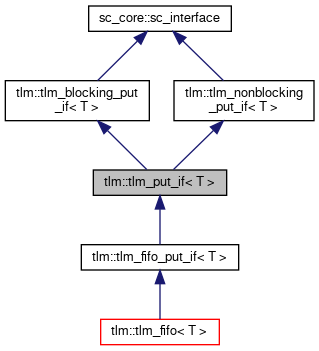 sc_core::sc_interface
tlm::tlm_blocking_put
_if< T >
tlm::tlm_nonblocking
_put_if< T >
tlm::tlm_put_if< T >
tlm::tlm_fifo_put_if< T >
tlm::tlm_fifo< T >